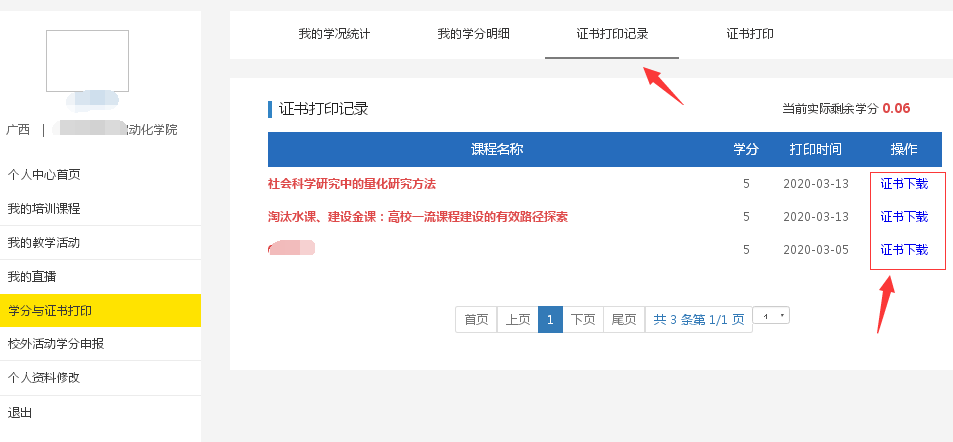 我的学况统计 我的学分明细 证书打印记录 证书打印
证书打印记录 当前实际剩余学分 0.06
课程名称 学分 打印时间 操作
社会科学研究中的量化研究方法 5 2020-03-13 证书下载
淘汰水课、建设金课：高校一流课程建设的有效路径探索 5 2020-03-13 证书下载
5 2020-03-05 证书下载
首页 上页 1 下页 尾页 共 3 条第 1/1 页 1
广西 | 动化学院
个人中心首页
我的培训课程
我的教学活动
我的直播
学分与证书打印
校外活动学分申报
个人资料修改
退出